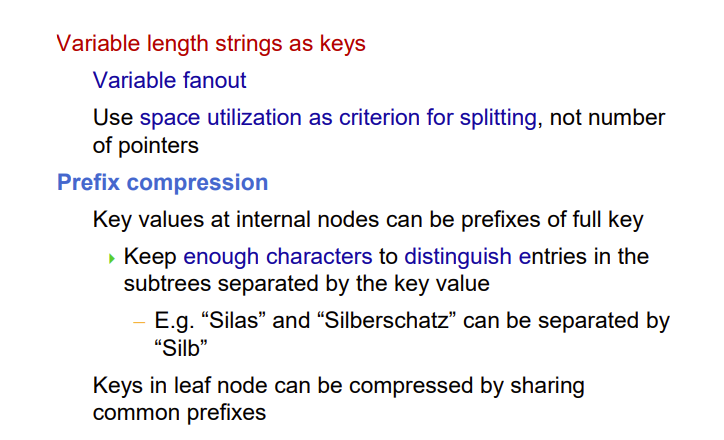 Variable length strings as keys
Variable fanout
Use space utilization as criterion for splitting, not number
of pointers
Prefix compression
Key values at internal nodes can be prefixes of full key
Keep enough characters to distinguish entries in the
subtrees separated by the key value
– E.g. “Silas” and “Silberschatz” can be separated by
“Silb”
Keys in leaf node can be compressed by sharing
common prefixes